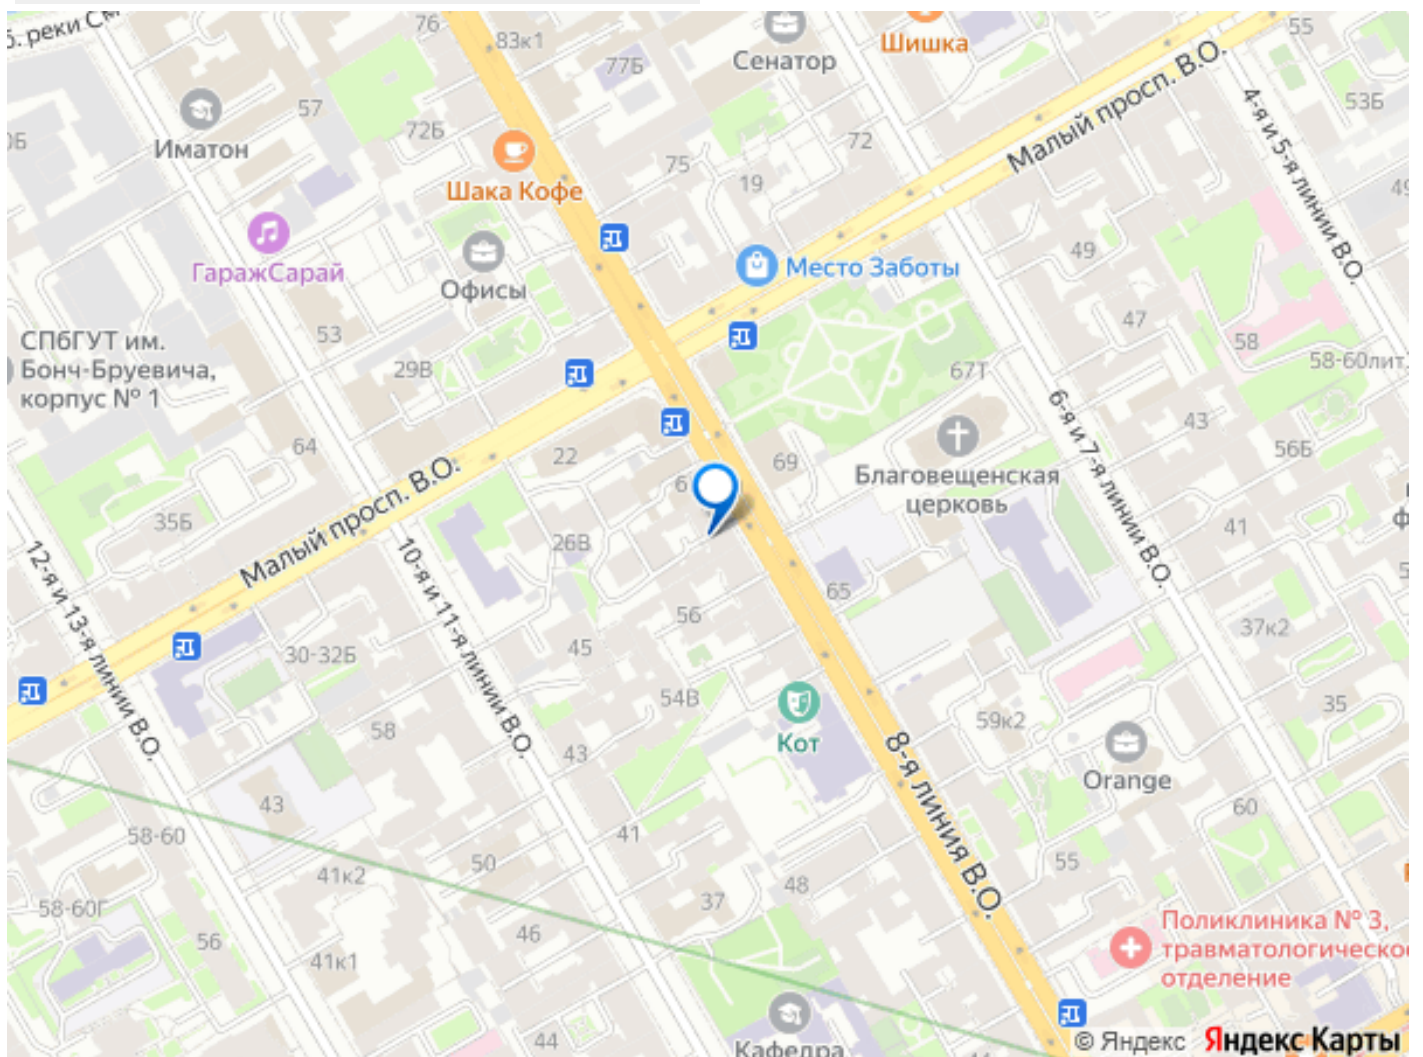 б. реки См
76
83к1
Сенатор
Шишка
55
77Б
Малый просп. В.О.
4-я и 5-я линии В.О.
53Б
57
72Б
Иматон
Шака Кофе
75
72
19
49
ГаражСарай
Офисы
Место Заботы
49
47
53
СПбГУТ им.
Бонч-Бруевича,
корпус № 1
29В
67Т
58
58-60лит
6-я и 7-я линии В.О.
43
64
22
69
Благовещенская
церковь
56Б
6
35Б
Малый просп. В.О.
26В
41
12-я и 13-я линии В.О.
10-я и 11-я линии В.О.
56
65
37к2
30-32Б
45
54В
35
58
43
Кот
59к2
8-я линия В.О.
Orange
43
60
58-60
41
41к2
50
48
55
58-60Г
37
56
46
41к1
Поликлиника № 3,
травматологическое
отделение
44
Кафедра
© Яндекс Яндекс Карты